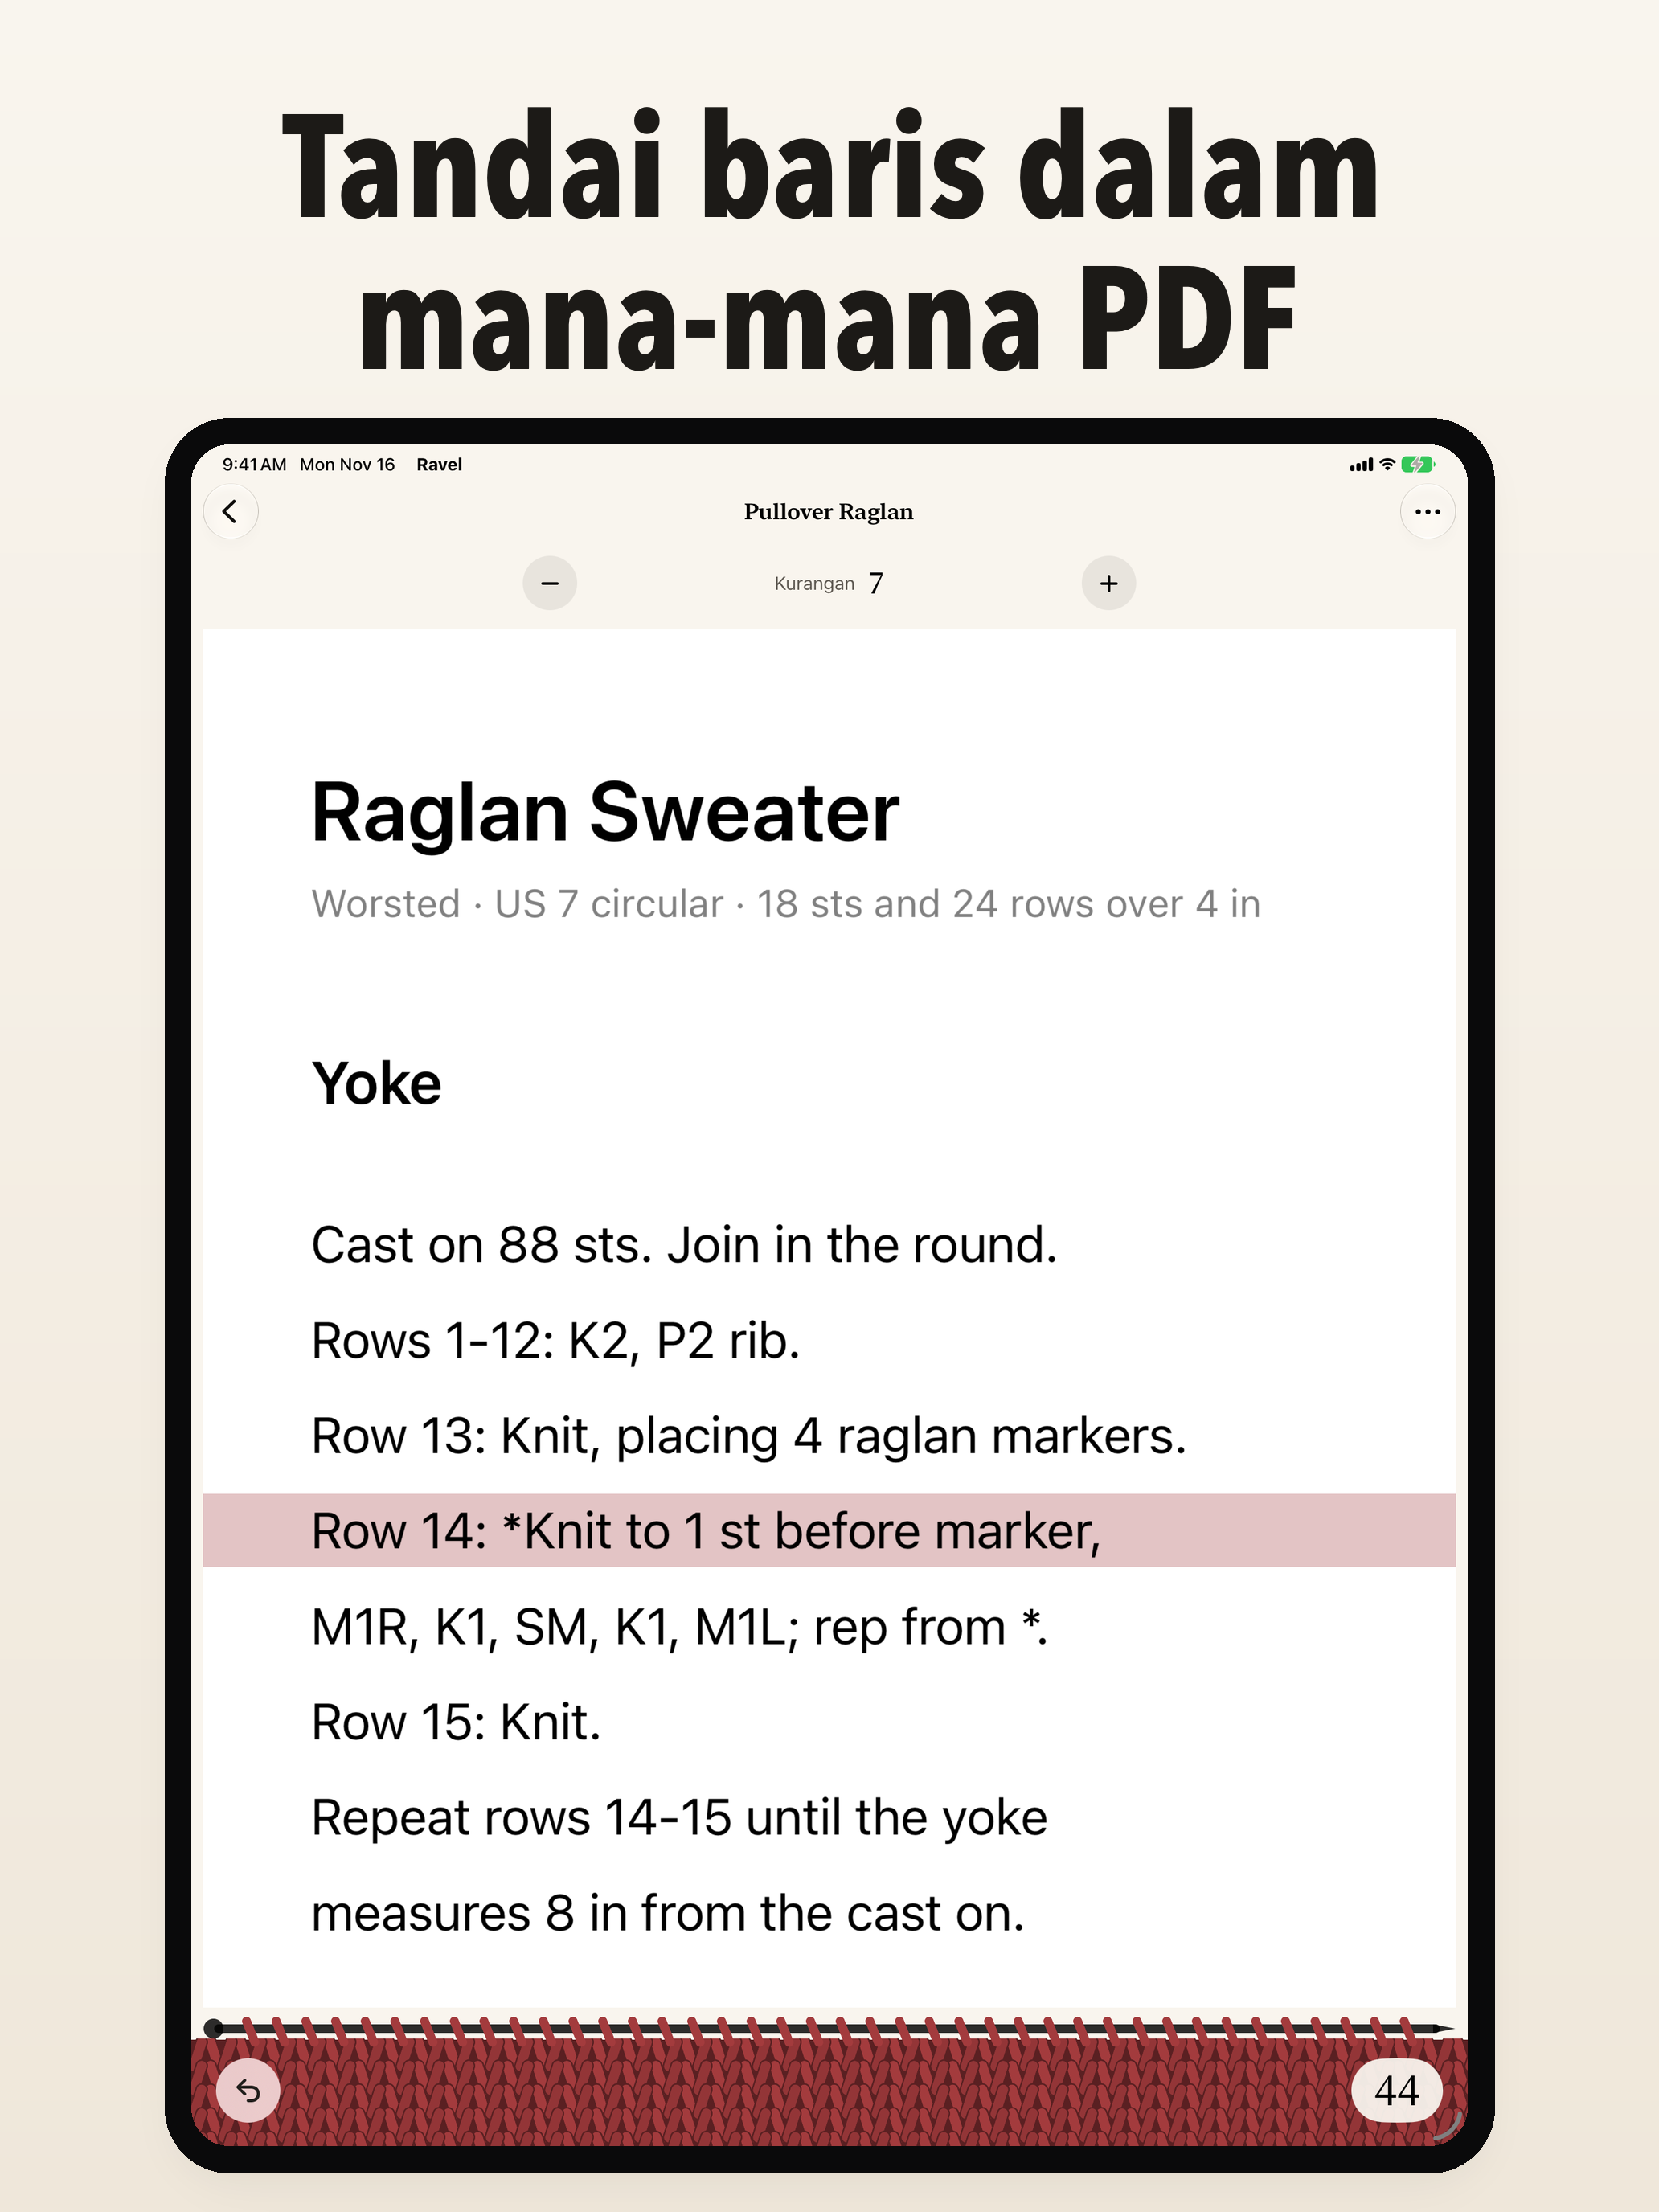 Tandai baris dalam
mana-mana PDF
9:41 AM Mon Nov 16 Ravel
Pullover Raglan
Kurangan 7
Raglan Sweater
Worsted · US 7 circular · 18 sts and 24 rows over 4 in
Yoke
Cast on 88 sts. Join in the round.
Rows 1-12: K2, P2 rib.
Row 13: Knit, placing 4 raglan markers.
Row 14: *Knit to 1 st before marker,
M1R, K1, SM, K1, M1L; rep from *.
Row 15: Knit.
Repeat rows 14-15 until the yoke
measures 8 in from the cast on.
44